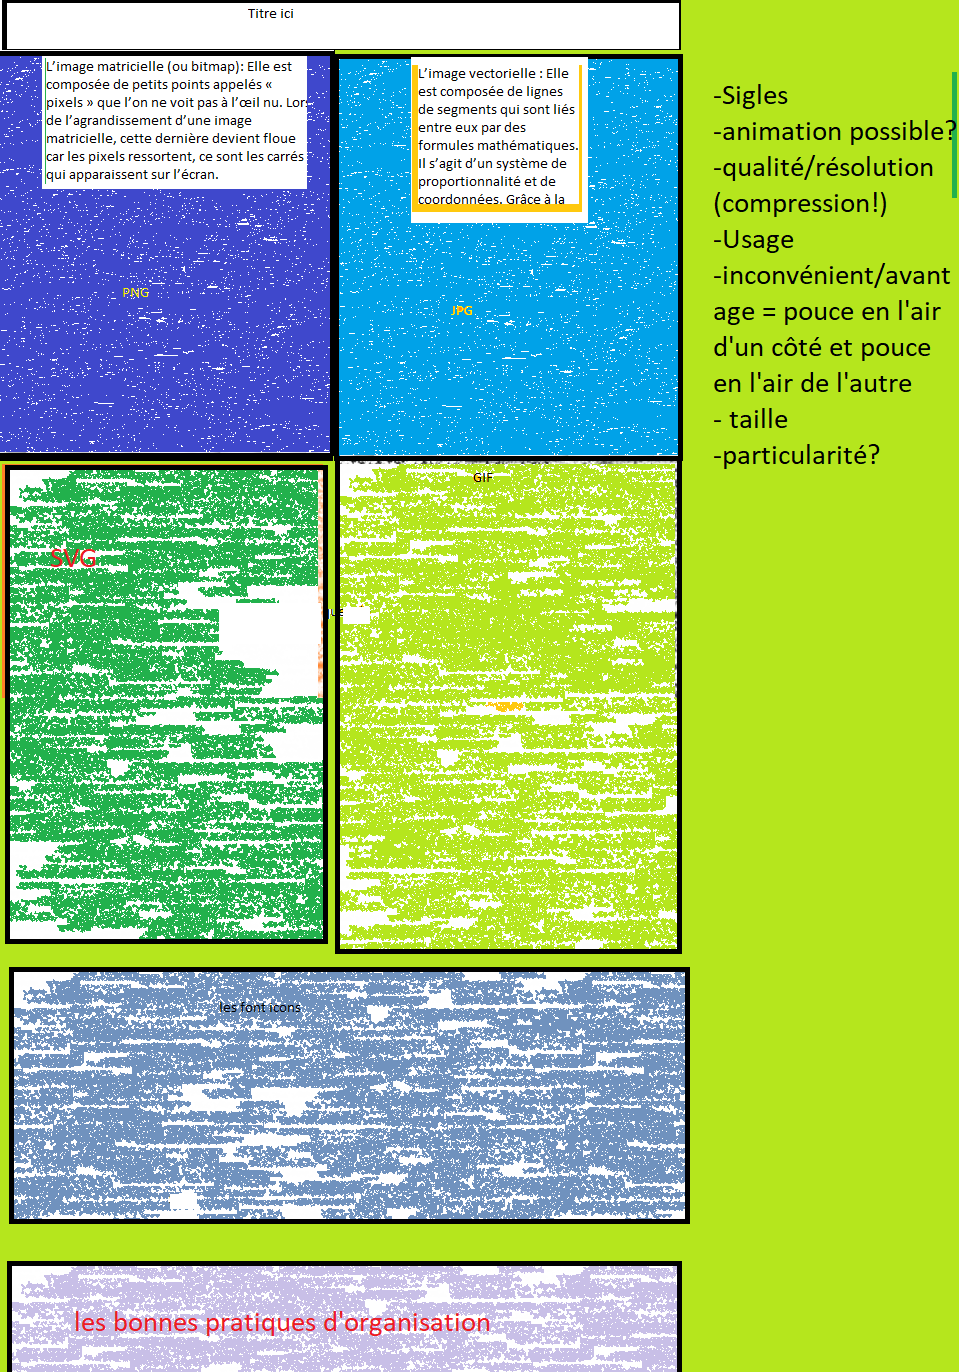 Titre ici
L’image matricielle (ou bitmap): Elle est
composée de petits points appelés «
pixels » que l’on ne voit pas à l’œil nu. Lors
de l’agrandissement d’une image
matricielle, cette dernière devient floue
car les pixels ressortent, ce sont les carrés
qui apparaissent sur l’écran.
PNG
L’image vectorielle : Elle
est composée de lignes
de segments qui sont liés
entre eux par des
formules mathématiques.
Il s’agit d’un système de
proportionnalité et de
coordonnées. Grâce à la
JPG
-Sigles
-animation possible?
-qualité/résolution
(compression!)
-Usage
-inconvénient/avant
age = pouce en l'air
d'un côté et pouce
en l'air de l'autre
- taille
-particularité?
SVG
GIF
les font icons
les bonnes pratiques d'organisation